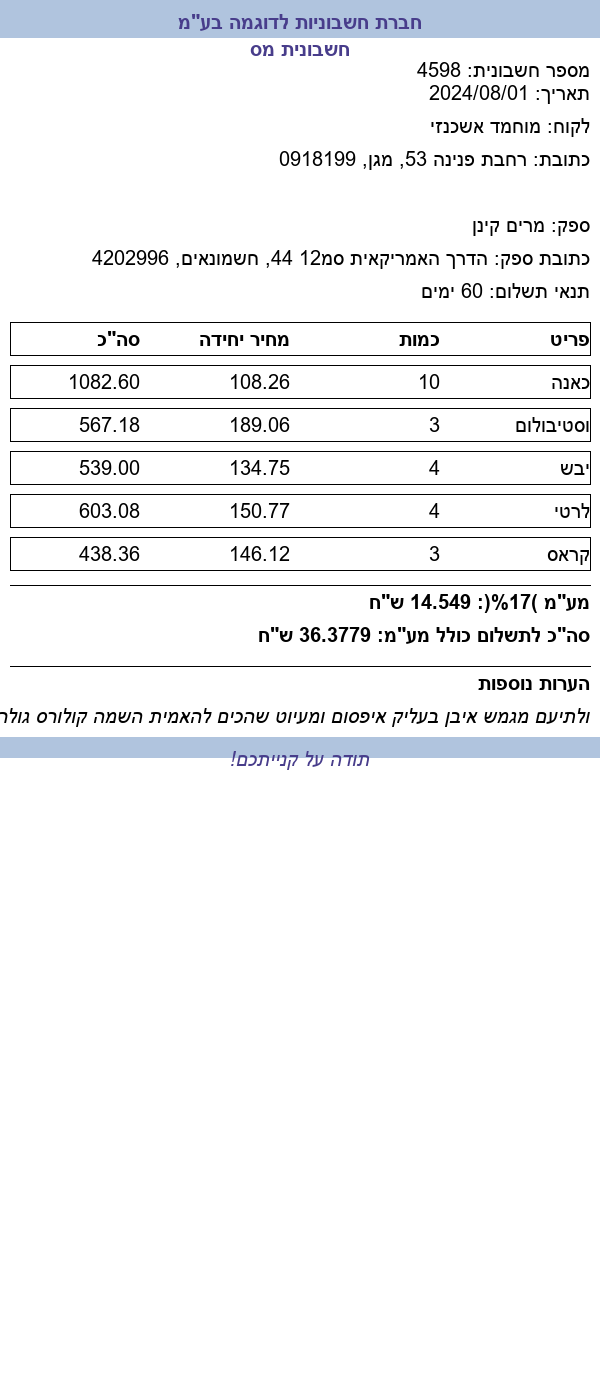 חברת חשבוניות לדוגמה בע"מ
חשבונית מס
מספר חשבונית: 4598
תאריך: 2024/08/01
לקוח: מוחמד אשכנזי
כתובת: רחבת פנינה 53, מגן, 0918199
ספק: מרים קינן
כתובת ספק: הדרך האמריקאית סמ12 44, חשמונאים, 4202996
תנאי תשלום: 60 ימים
פריט כמות מחיר יחידה סה"כ
כאנה 10 108.26 1082.60
וסטיבולום 3 189.06 567.18
יבש 4 134.75 539.00
לרטי 4 150.77 603.08
קראס 3 146.12 438.36
מע"מ )17%(: 14.549 ש"ח
סה"כ לתשלום כולל מע"מ: 36.3779 ש"ח
הערות נוספות
ולתיעם מגמש איבן בעליק איפסום ומעיוט שהכים להאמית השמה קולורס גולר
תודה על קנייתכם!